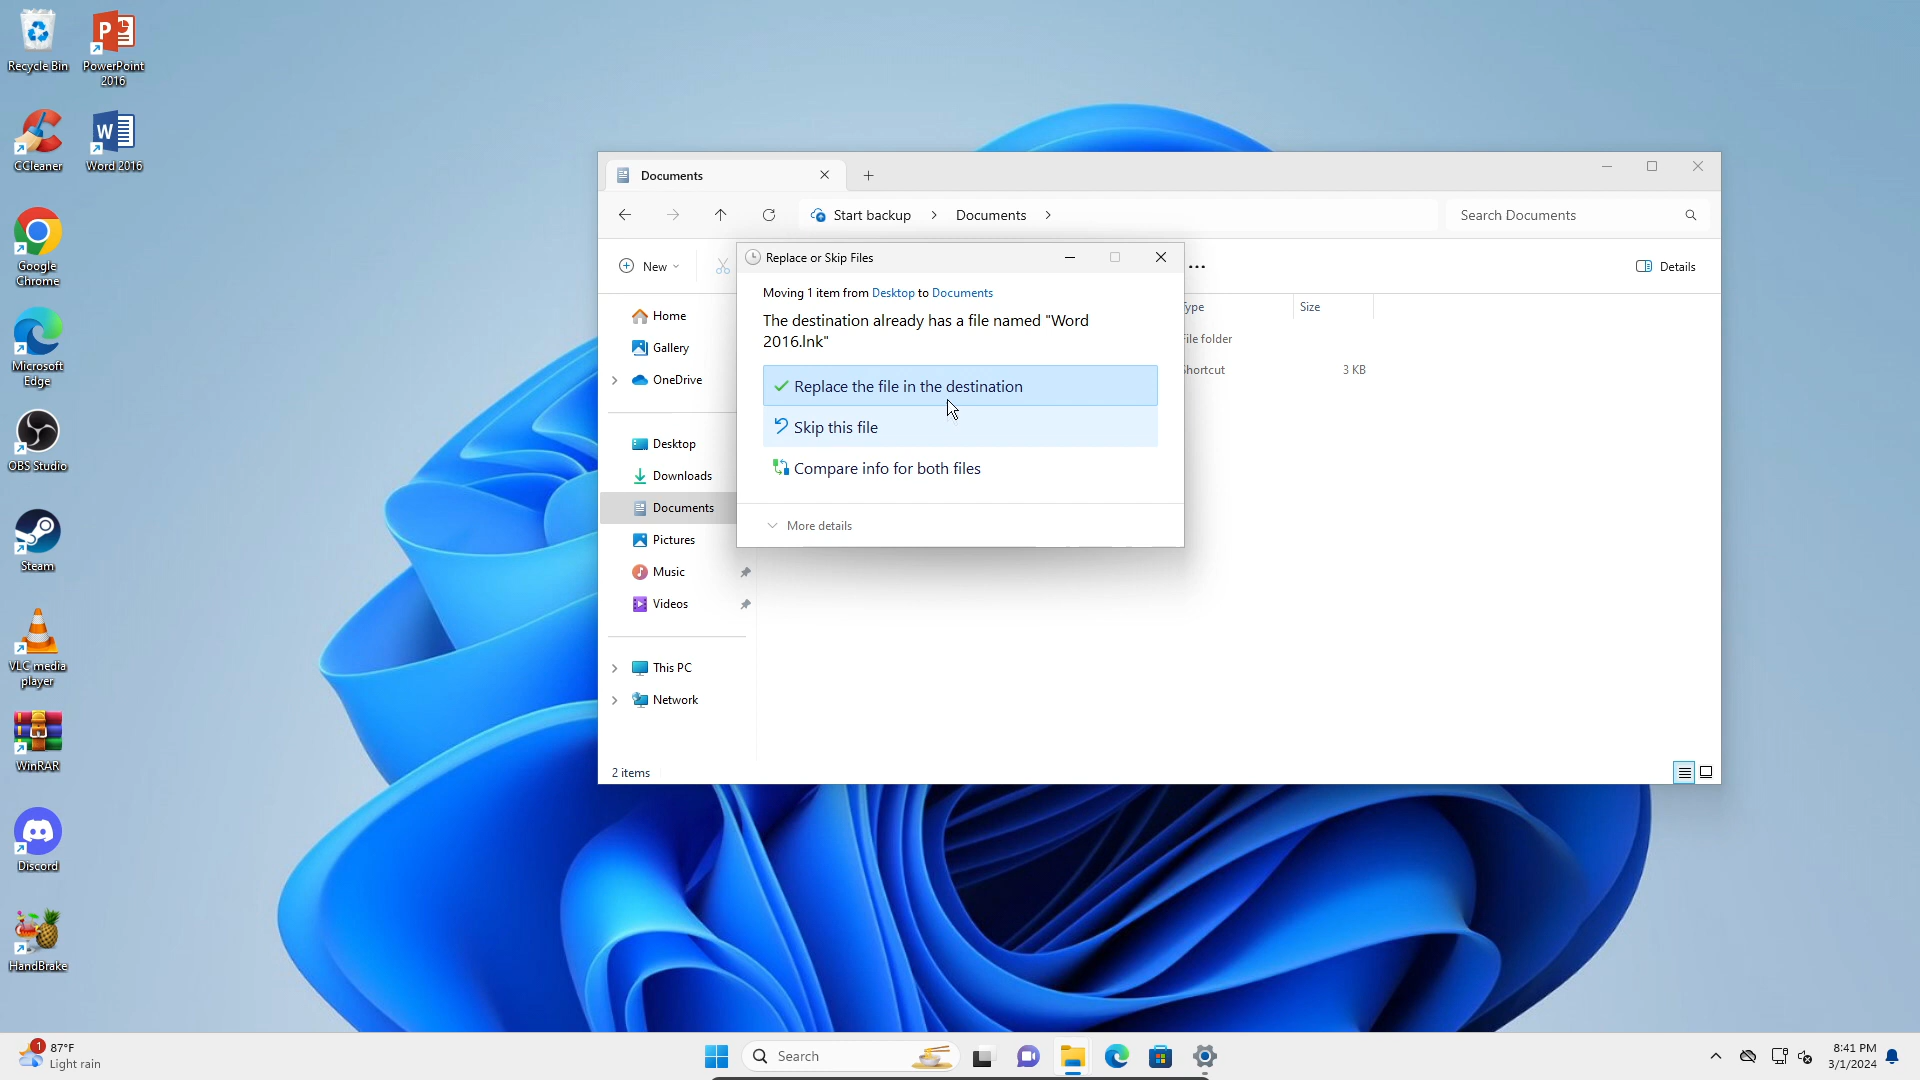 Recycle Bin
PowerPoint
2016
CCleaner
Word 2016
Google
Chrome
Microsoft
Edge
OBS Studio
Steam
VLC media
player
WinRAR
Discord
HandBrake
Documents
Start backup
Documents
Search Documents
New
Details
Home
Gallery
OneDrive
Desktop
Downloads
Documents
Pictures
Music
Videos
This PC
Network
2 items
Size
File folder
Shortcut
3 KB
Replace or Skip Files
Moving 1 item from Desktop to Documents
The destination already has a file named "Word
2016.lnk"
Replace the file in the destination
Skip this file
Compare info for both files
More details
1
87°F
Light rain
Search
8:41 PM
3/1/2024